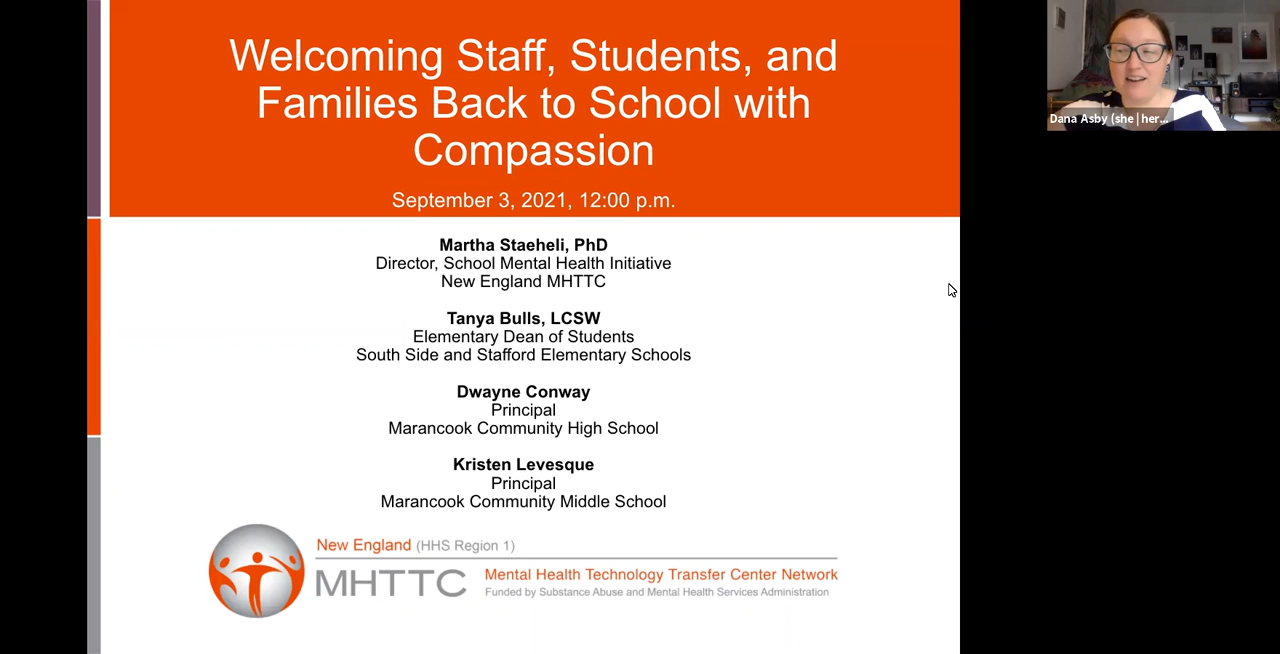 Welcoming Staff, Students, and
Families Back to School with
Compassion
September 3, 2021, 12:00 p.m.
Martha Staeheli, PhD
Director, School Mental Health Initiative
New England MHTTC
Tanya Bulls, LCSW
Elementary Dean of Students
South Side and Stafford Elementary Schools
Dwayne Conway
Principal
Marancook Community High School
Kristen Levesque
Principal
Marancook Community Middle School
New England (HHS Region 1)
MHTTC
Mental Health Technology Transfer Center Network
Funded by Substance Abuse and Mental Health Services Administration
Dana Asby (she|her...